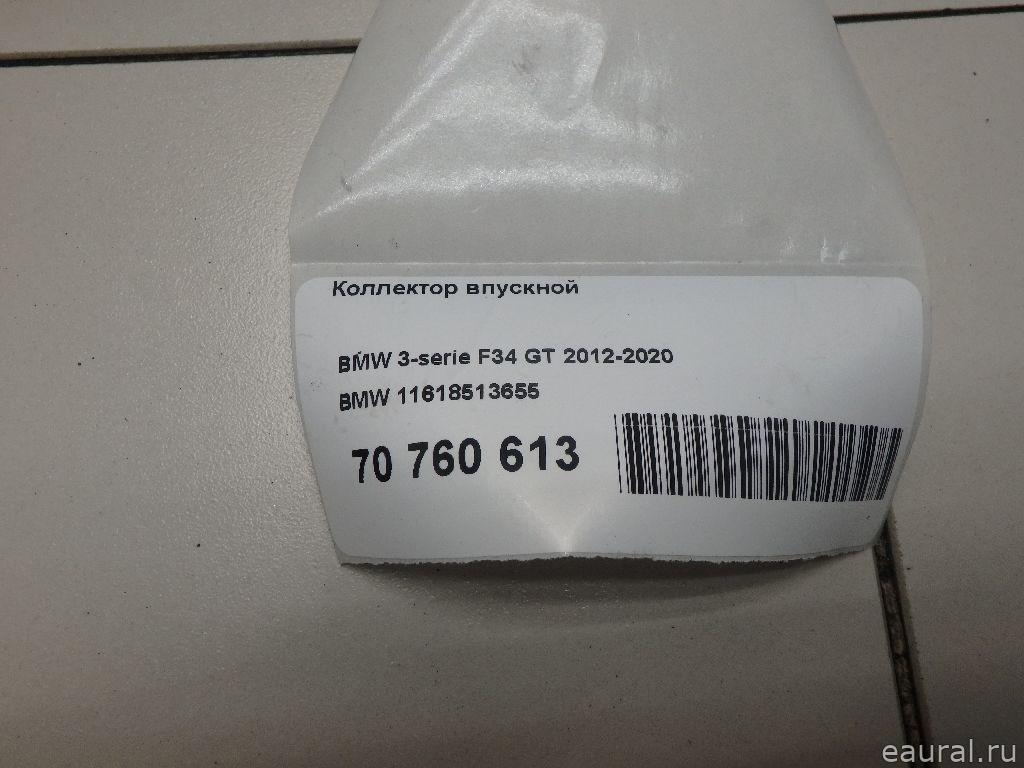 Коллектор впускной
BMW 3-serie F34 GT 2012-2020
BMW 11618513655
70 760 613
eaural.ru